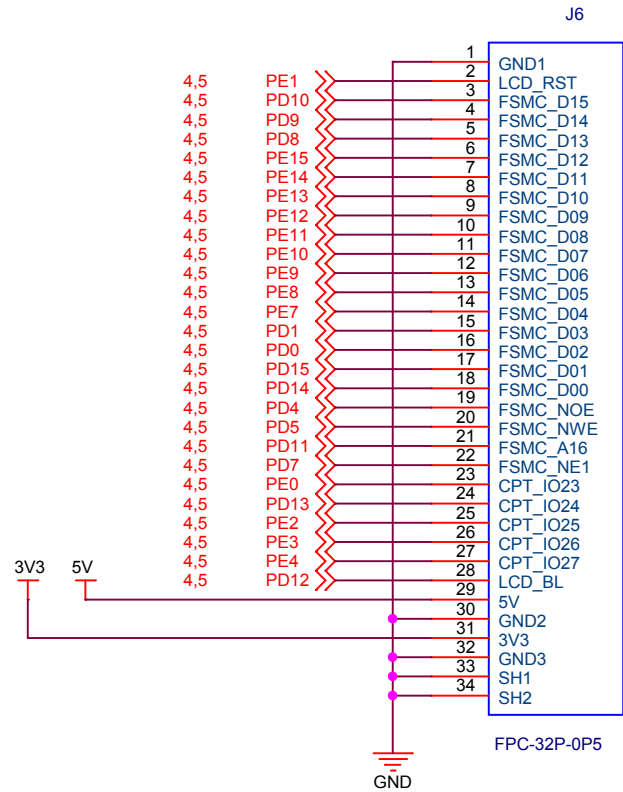 J6
1 GND1
4,5 PE1 2 LCD_RST
4,5 PD10 3 FSMC_D15
4,5 PD9 4 FSMC_D14
4,5 PD8 5 FSMC_D13
4,5 PE15 6 FSMC_D12
4,5 PE14 7 FSMC_D11
4,5 PE13 8 FSMC_D10
4,5 PE12 9 FSMC_D09
4,5 PE11 10 FSMC_D08
4,5 PE10 11 FSMC_D07
4,5 PE9 12 FSMC_D06
4,5 PE8 13 FSMC_D05
4,5 PE7 14 FSMC_D04
4,5 PD1 15 FSMC_D03
4,5 PD0 16 FSMC_D02
4,5 PD15 17 FSMC_D01
4,5 PD14 18 FSMC_D00
4,5 PD4 19 FSMC_NOE
4,5 PD5 20 FSMC_NWE
4,5 PD11 21 FSMC_A16
4,5 PD7 22 FSMC_NE1
4,5 PE0 23 CPT_IO23
4,5 PD13 24 CPT_IO24
4,5 PE2 25 CPT_IO25
4,5 PE3 26 CPT_IO26
4,5 PE4 27 CPT_IO27
3V3 5V 4,5 PD12 28 LCD_BL
29 5V
30 GND2
31 3V3
32 GND3
33 SH1
34 SH2
FPC-32P-0P5
GND